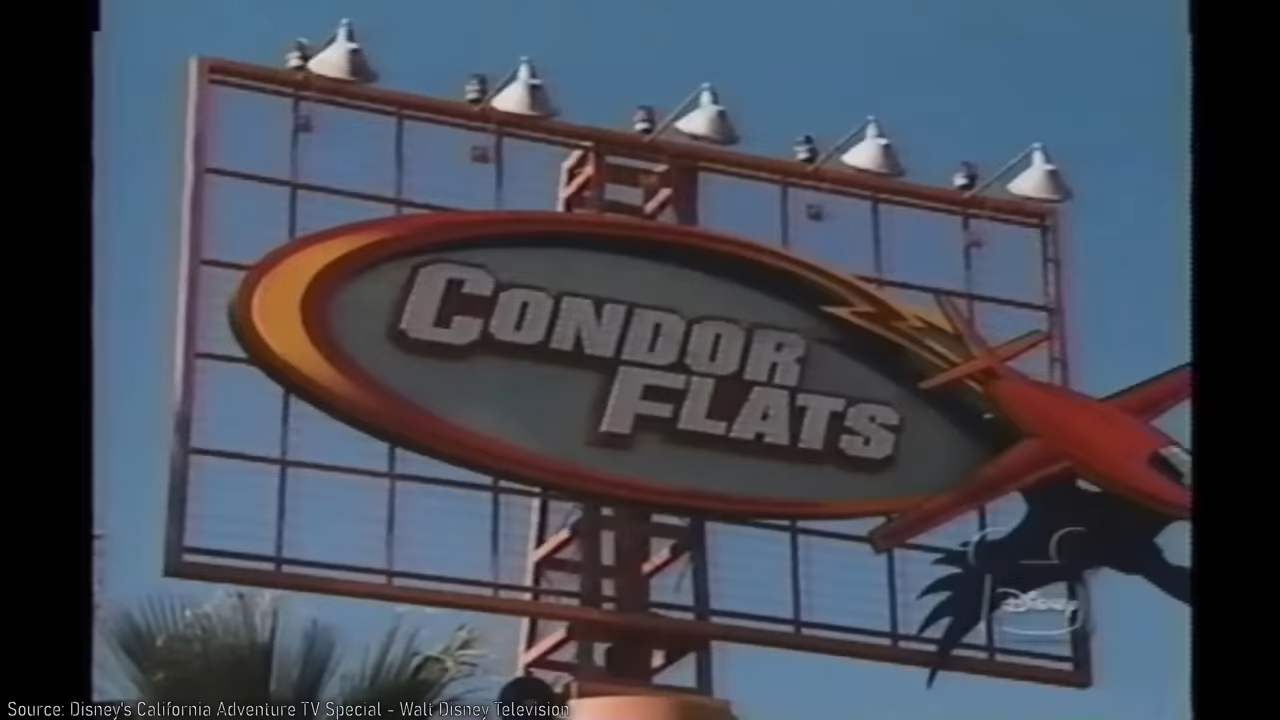 CONDOR
FLATS
Disney
Source: Disney's California Adventure TV Special - Walt Disney Television